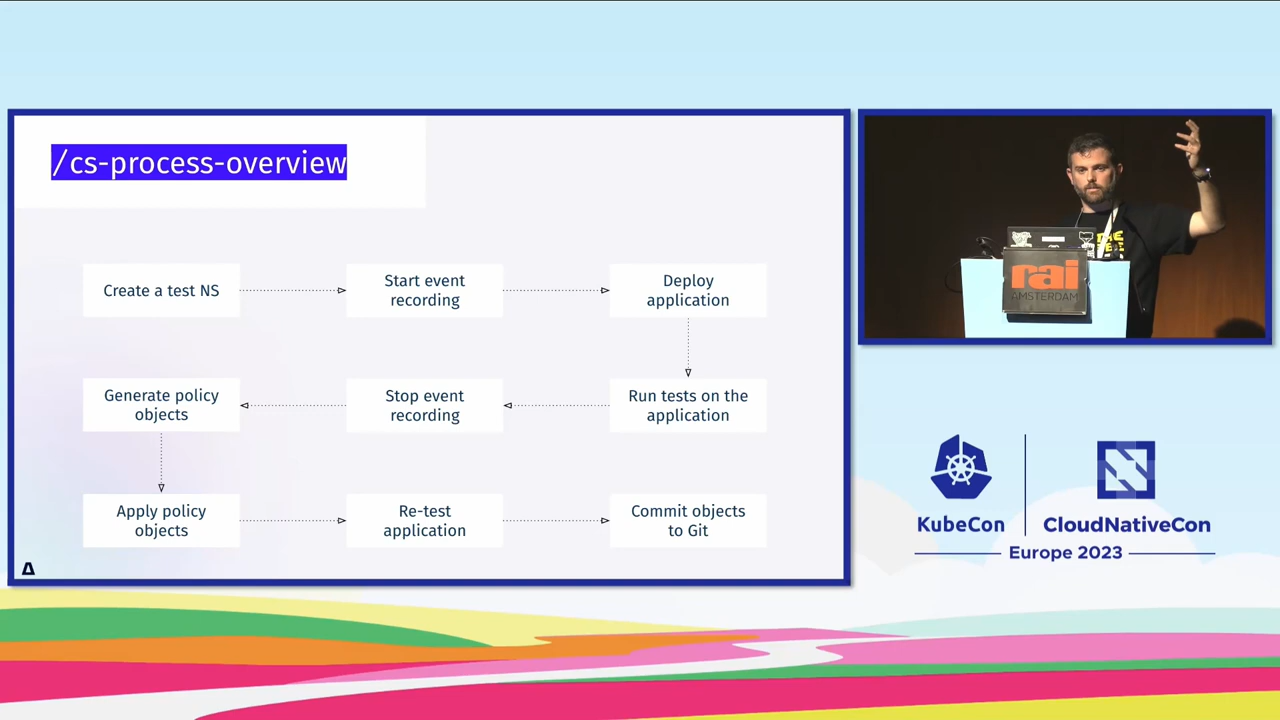 /cs-process-overview
Create a test NS
Start event
recording
Deploy
application
Run tests on the
application
Stop event
recording
Generate policy
objects
Apply policy
objects
Re-test
application
Commit objects
to Git
rai
AMSTERDAM
KubeCon
CloudNativeCon
Europe 2023